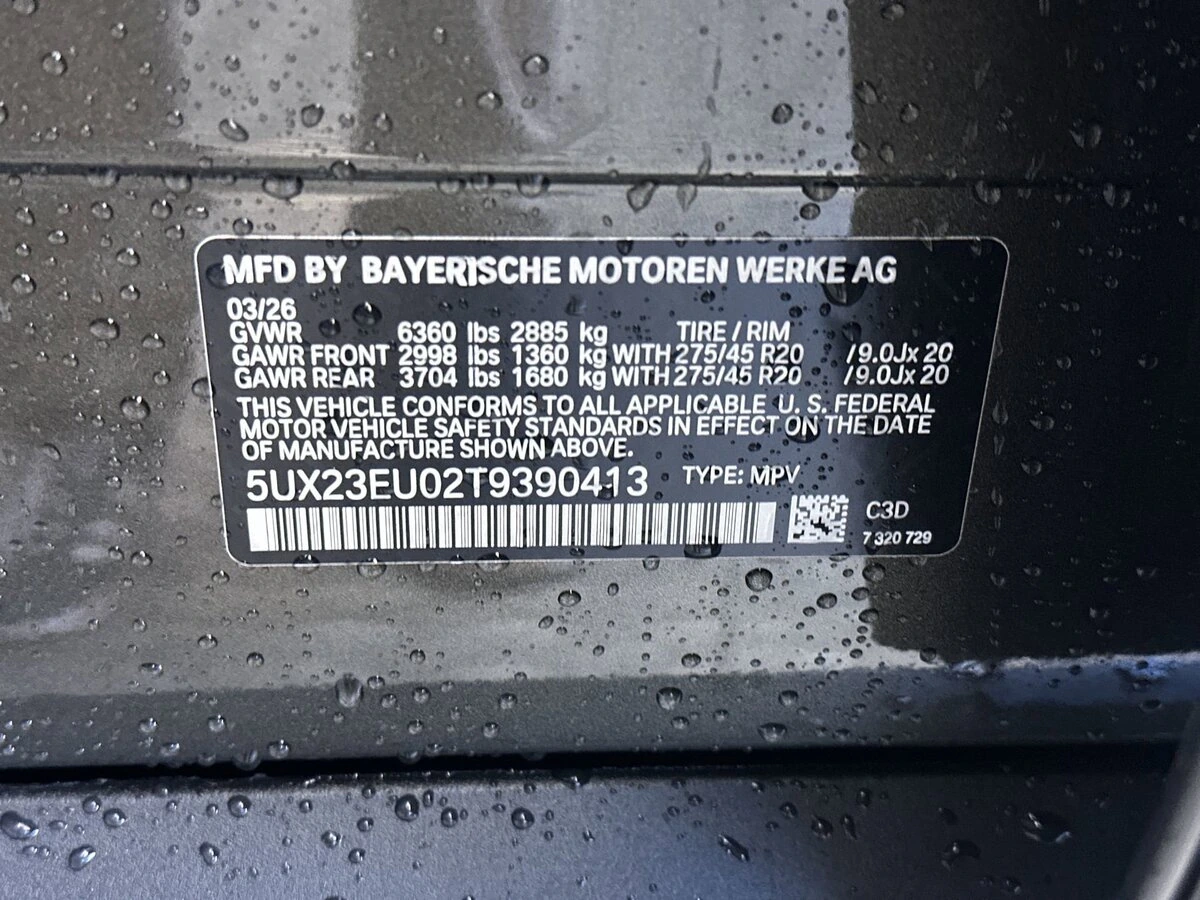 MFD BY BAYERISCHE MOTOREN WERKE AG
03/26
GVWR 6360 lbs 2885 kg TIRE / RIM
GAWR FRONT 2998 lbs 1360 kg WITH 275/45 R20 /9.0Jx 20
GAWR REAR 3704 lbs 1680 kg WITH 275/45 R20 /9.0Jx 20
THIS VEHICLE CONFORMS TO ALL APPLICABLE U. S. FEDERAL
MOTOR VEHICLE SAFETY STANDARDS IN EFFECT ON THE DATE
OF MANUFACTURE SHOWN ABOVE.
5UX23EU02T9390413 TYPE: MPV
C3D
7 320 729